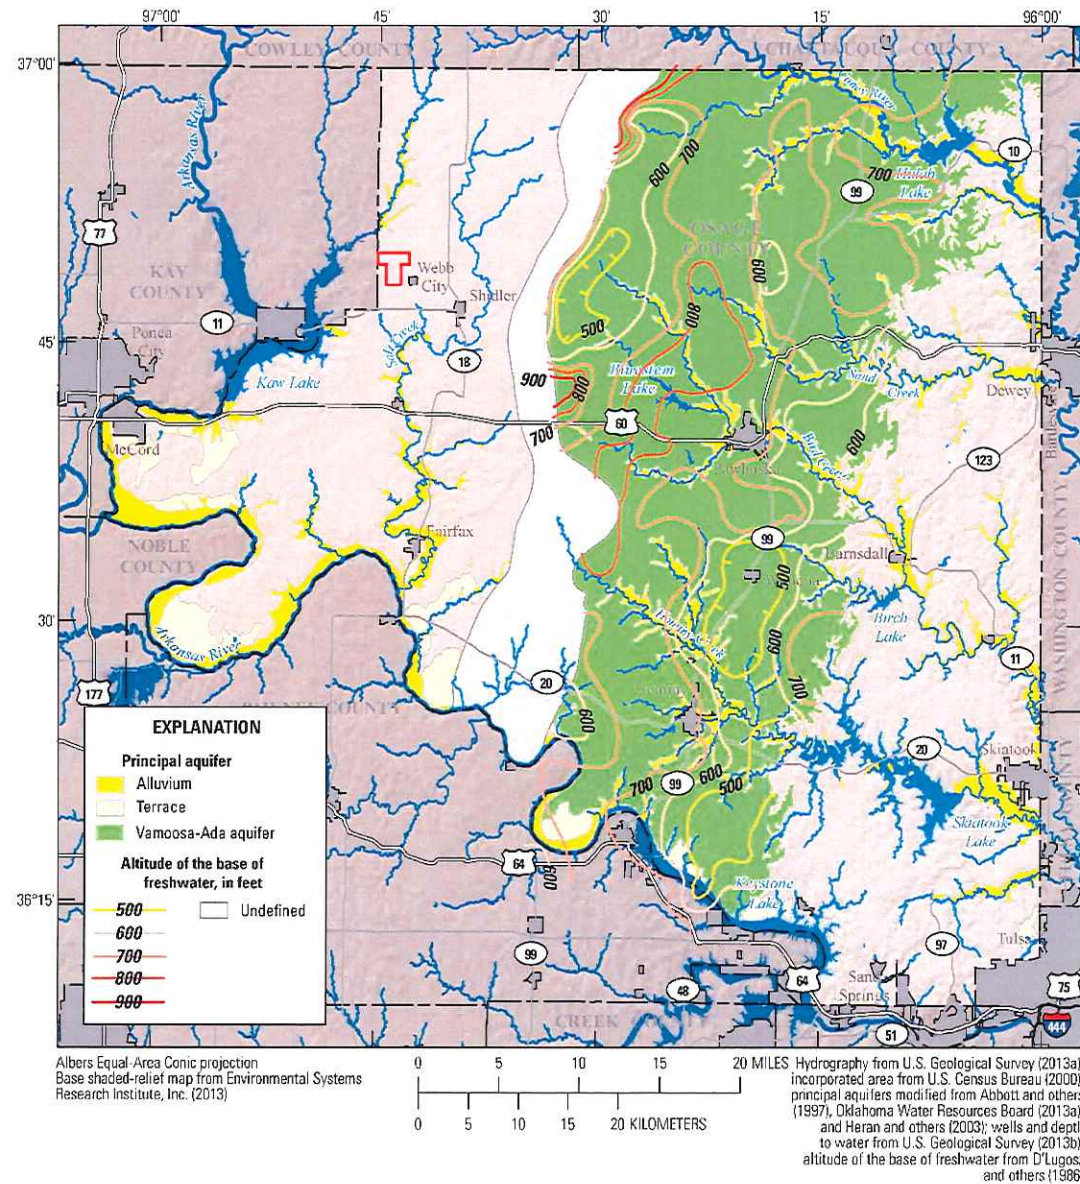 97°00'
45'
30'
15'
96°00'
COWLEY COUNTY
CHAUTAUQUA COUNTY
37°00'
Caney River
Arkansas River
10
700
600
700
Hulah Lake
99
77
OSAGE COUNTY
600
KAY COUNTY
Webb City
Shidler
800
11
500
Ponca City
45'
Salt Creek
18
Bluestem Lake
Sand Creek
Kaw Lake
900
800
Dewey
Bartlesville
60
700
600
McCord
Bird Creek
123
Pawhuska
Fairfax
99
NOBLE COUNTY
Barnsdall
500
WASHINGTON COUNTY
Birch Lake
30'
Hominy Creek
Arkansas River
600
11
177
20
700
Hominy
600
20
Skiatook
600
700
99
500
Skiatook Lake
64
600
Keystone Lake
36°15'
97
Tulsa
99
48
64
Sand Springs
75
444
CREEK COUNTY
51
EXPLANATION
Principal aquifer
Alluvium
Terrace
Vamoosa-Ada aquifer
Altitude of the base of
freshwater, in feet
500
Undefined
600
700
800
900
Albers Equal-Area Conic projection
Base shaded-relief map from Environmental Systems
Research Institute, Inc. (2013)
0 5 10 15 20 MILES
0 5 10 15 20 KILOMETERS
Hydrography from U.S. Geological Survey (2013a)
incorporated area from U.S. Census Bureau (2000)
principal aquifers modified from Abbott and others
(1997), Oklahoma Water Resources Board (2013a)
and Heran and others (2003); wells and depth
to water from U.S. Geological Survey (2013b)
altitude of the base of freshwater from D'Lugosz
and others (1986